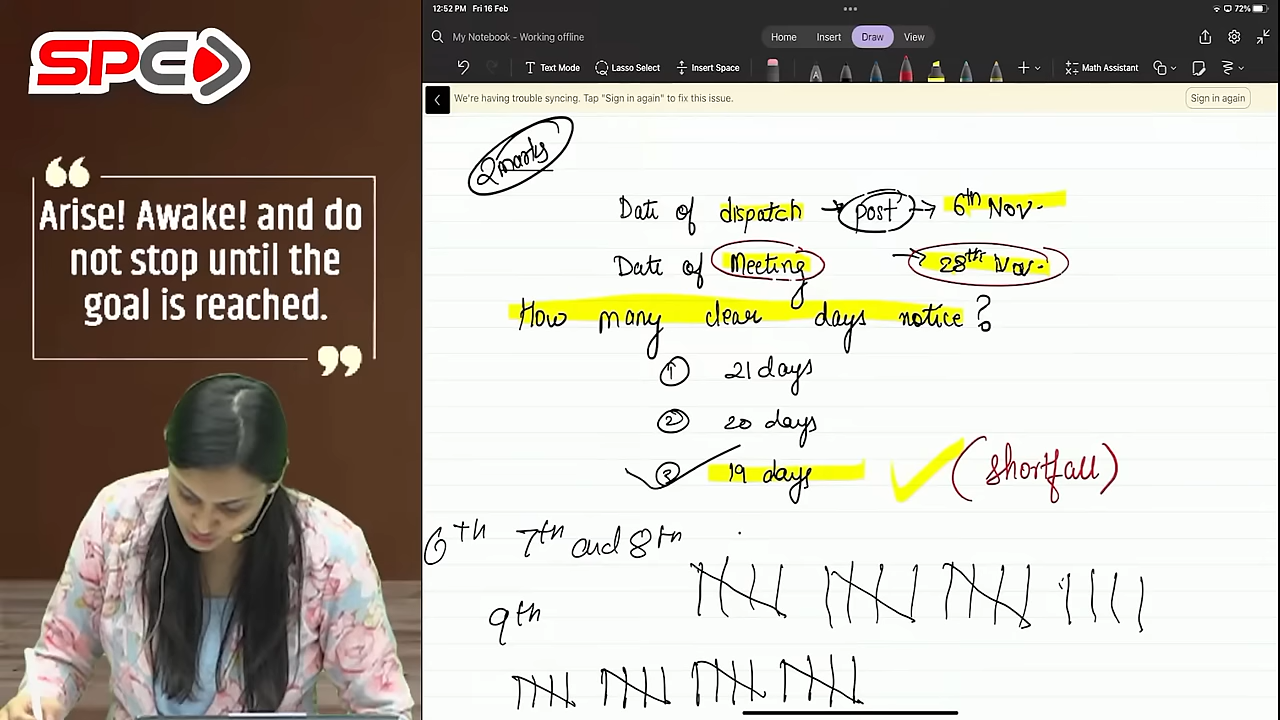 SPC
12:52 PM Fri 16 Feb
72%
My Notebook - Working offline
Home Insert Draw View
Text Mode Lasso Select Insert Space Math Assistant
We're having trouble syncing. Tap "Sign in again" to fix this issue.
Sign in again
“
Arise! Awake! and do
not stop until the
goal is reached.
”
2 marks
Date of dispatch → post → 6th Nov.
Date of Meeting → 28th Nov.
How many clear days notice ?
① 21 days
② 20 days
③ 19 days ✓ (shortfall)
6th 7th and 8th
9th